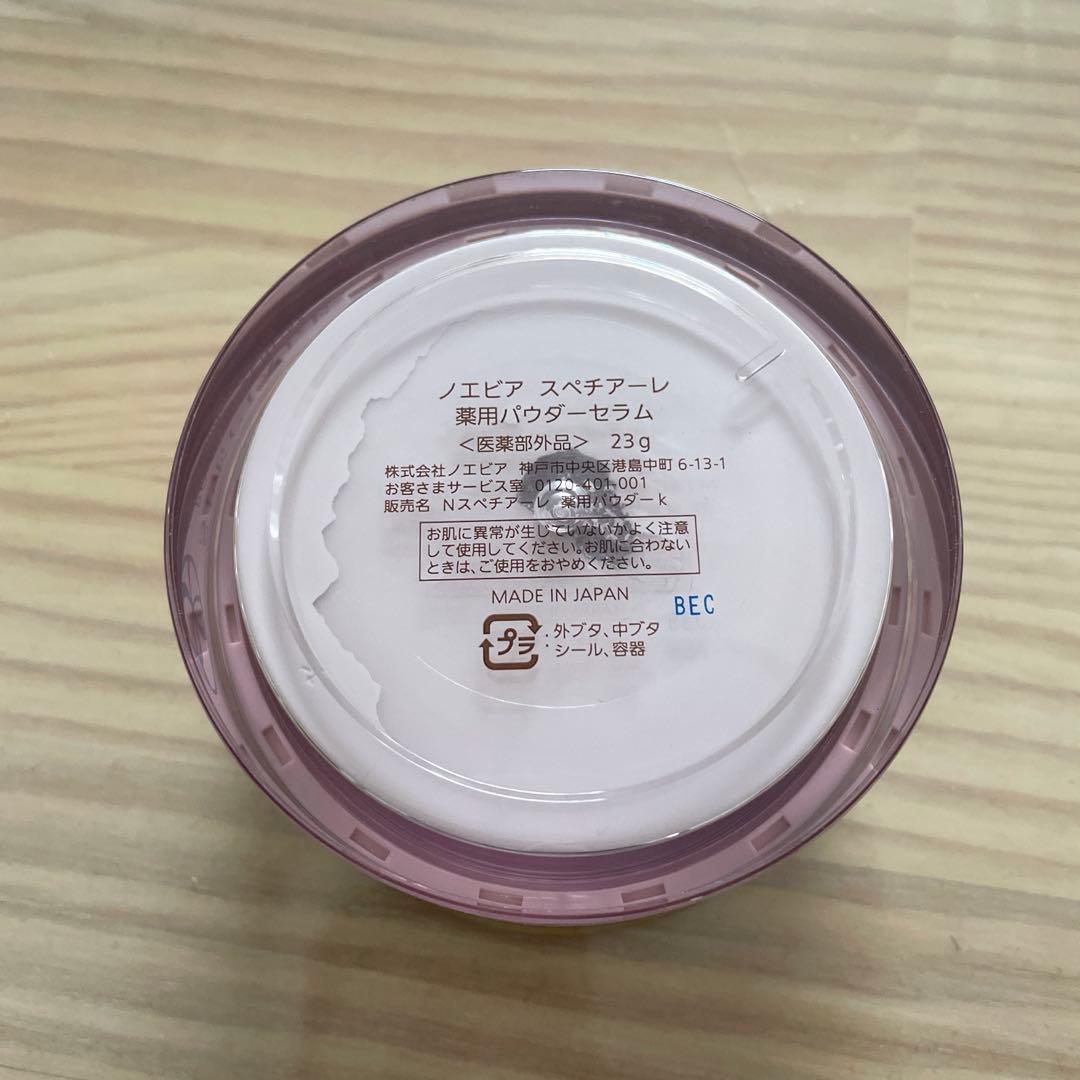 ノエビア スペチアーレ
薬用パウダーセラム
＜医薬部外品＞ 23g
株式会社ノエビア 神戸市中央区港島中町6-13-1
お客さまサービス室 0120-401-001
販売名 Nスペチアーレ 薬用パウダーk
お肌に異常が生じていないかよく注意
して使用してください。お肌に合わない
ときは、ご使用をおやめください。
MADE IN JAPAN
BEC
プラ
外ブタ、中ブタ
シール、容器